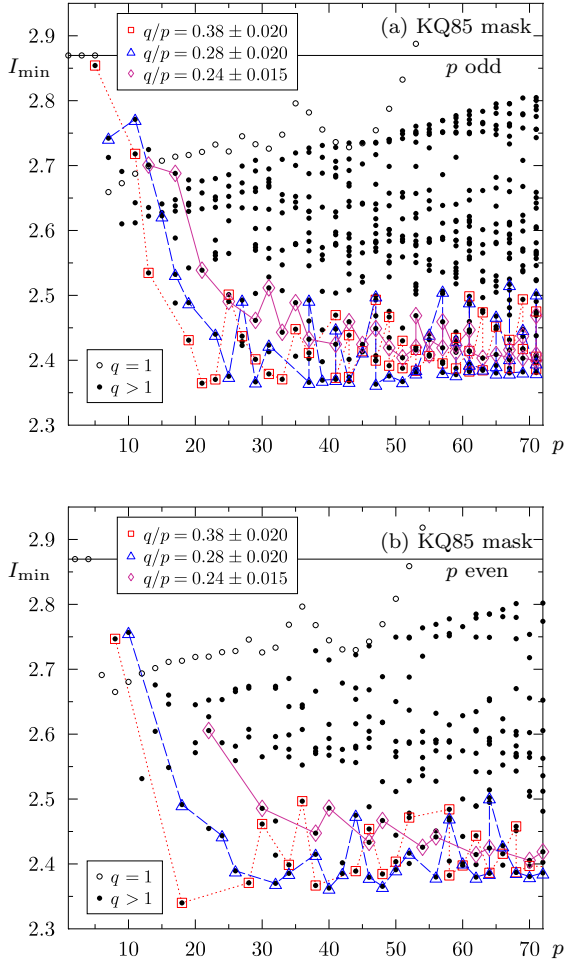 2.9
2.8
2.7
2.6
2.5
2.4
2.3
I_min
q/p = 0.38 ± 0.020
q/p = 0.28 ± 0.020
q/p = 0.24 ± 0.015
(a) KQ85 mask
p odd
q = 1
q > 1
10 20 30 40 50 60 70 p
2.9
2.8
2.7
2.6
2.5
2.4
2.3
I_min
q/p = 0.38 ± 0.020
q/p = 0.28 ± 0.020
q/p = 0.24 ± 0.015
(b) KQ85 mask
p even
q = 1
q > 1
10 20 30 40 50 60 70 p